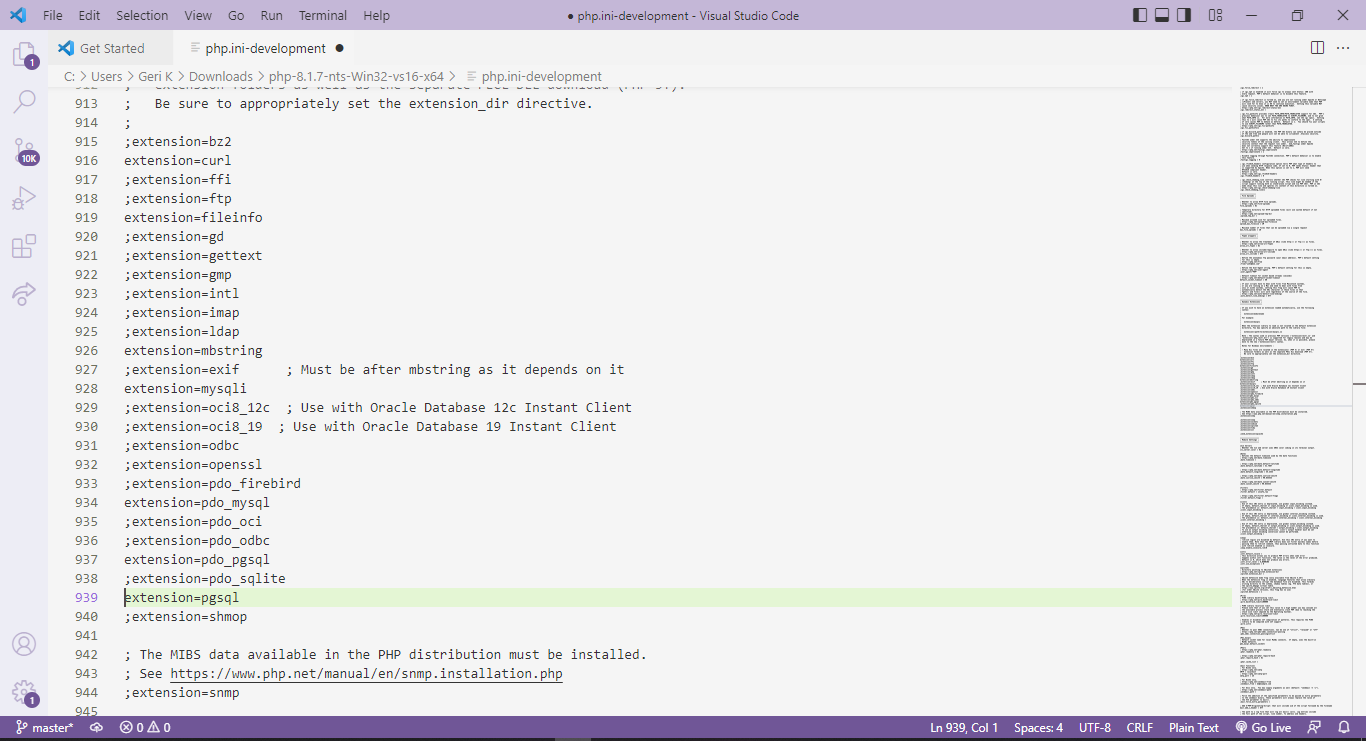 File Edit Selection View Go Run Terminal Help
● php.ini-development - Visual Studio Code
Get Started
php.ini-development ●
C: > Users > Geri K > Downloads > php-8.1.7-nts-Win32-vs16-x64 > php.ini-development
913 ;   Be sure to appropriately set the extension_dir directive.
914 ;
915 ;extension=bz2
916 extension=curl
917 ;extension=ffi
918 ;extension=ftp
919 extension=fileinfo
920 ;extension=gd
921 ;extension=gettext
922 ;extension=gmp
923 ;extension=intl
924 ;extension=imap
925 ;extension=ldap
926 extension=mbstring
927 ;extension=exif      ; Must be after mbstring as it depends on it
928 extension=mysqli
929 ;extension=oci8_12c  ; Use with Oracle Database 12c Instant Client
930 ;extension=oci8_19  ; Use with Oracle Database 19 Instant Client
931 ;extension=odbc
932 ;extension=openssl
933 ;extension=pdo_firebird
934 extension=pdo_mysql
935 ;extension=pdo_oci
936 ;extension=pdo_odbc
937 extension=pdo_pgsql
938 ;extension=pdo_sqlite
939 extension=pgsql
940 ;extension=shmop
941
942 ; The MIBS data available in the PHP distribution must be installed.
943 ; See https://www.php.net/manual/en/snmp.installation.php
944 ;extension=snmp
945
1
10K
1
master* 0 0 Ln 939, Col 1 Spaces: 4 UTF-8 CRLF Plain Text Go Live